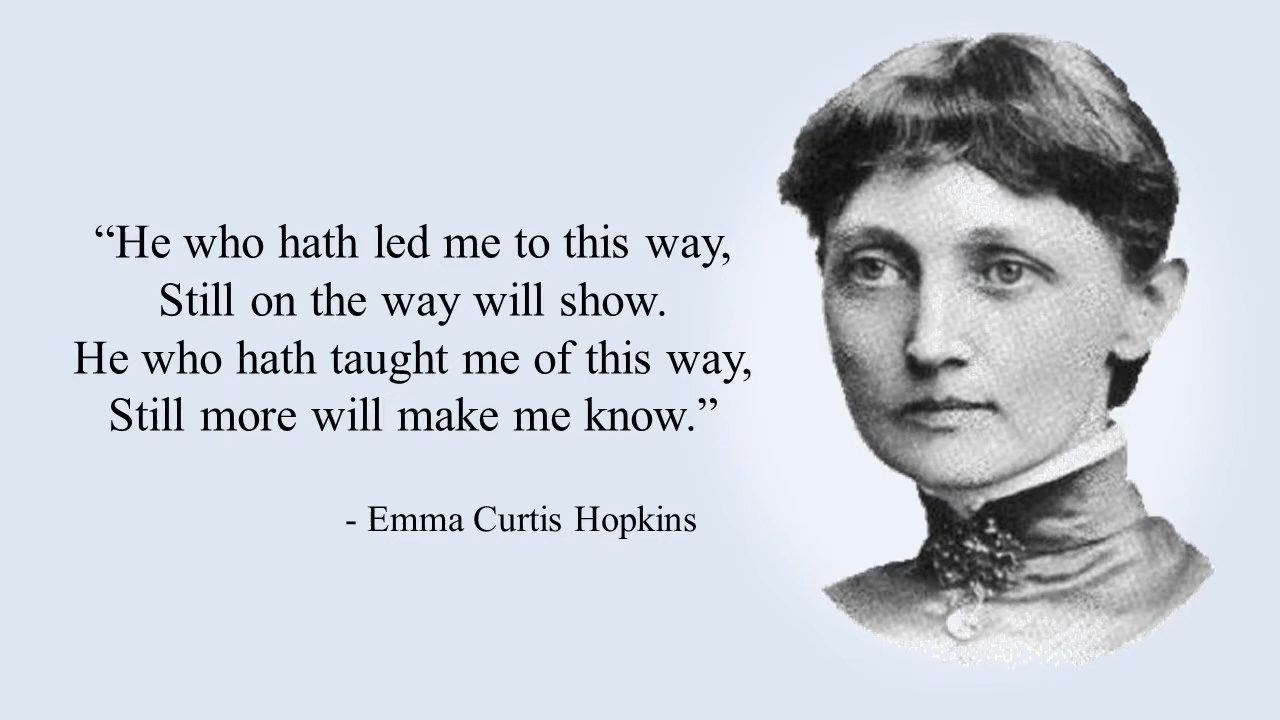 “He who hath led me to this way,
Still on the way will show.
He who hath taught me of this way,
Still more will make me know.”
- Emma Curtis Hopkins